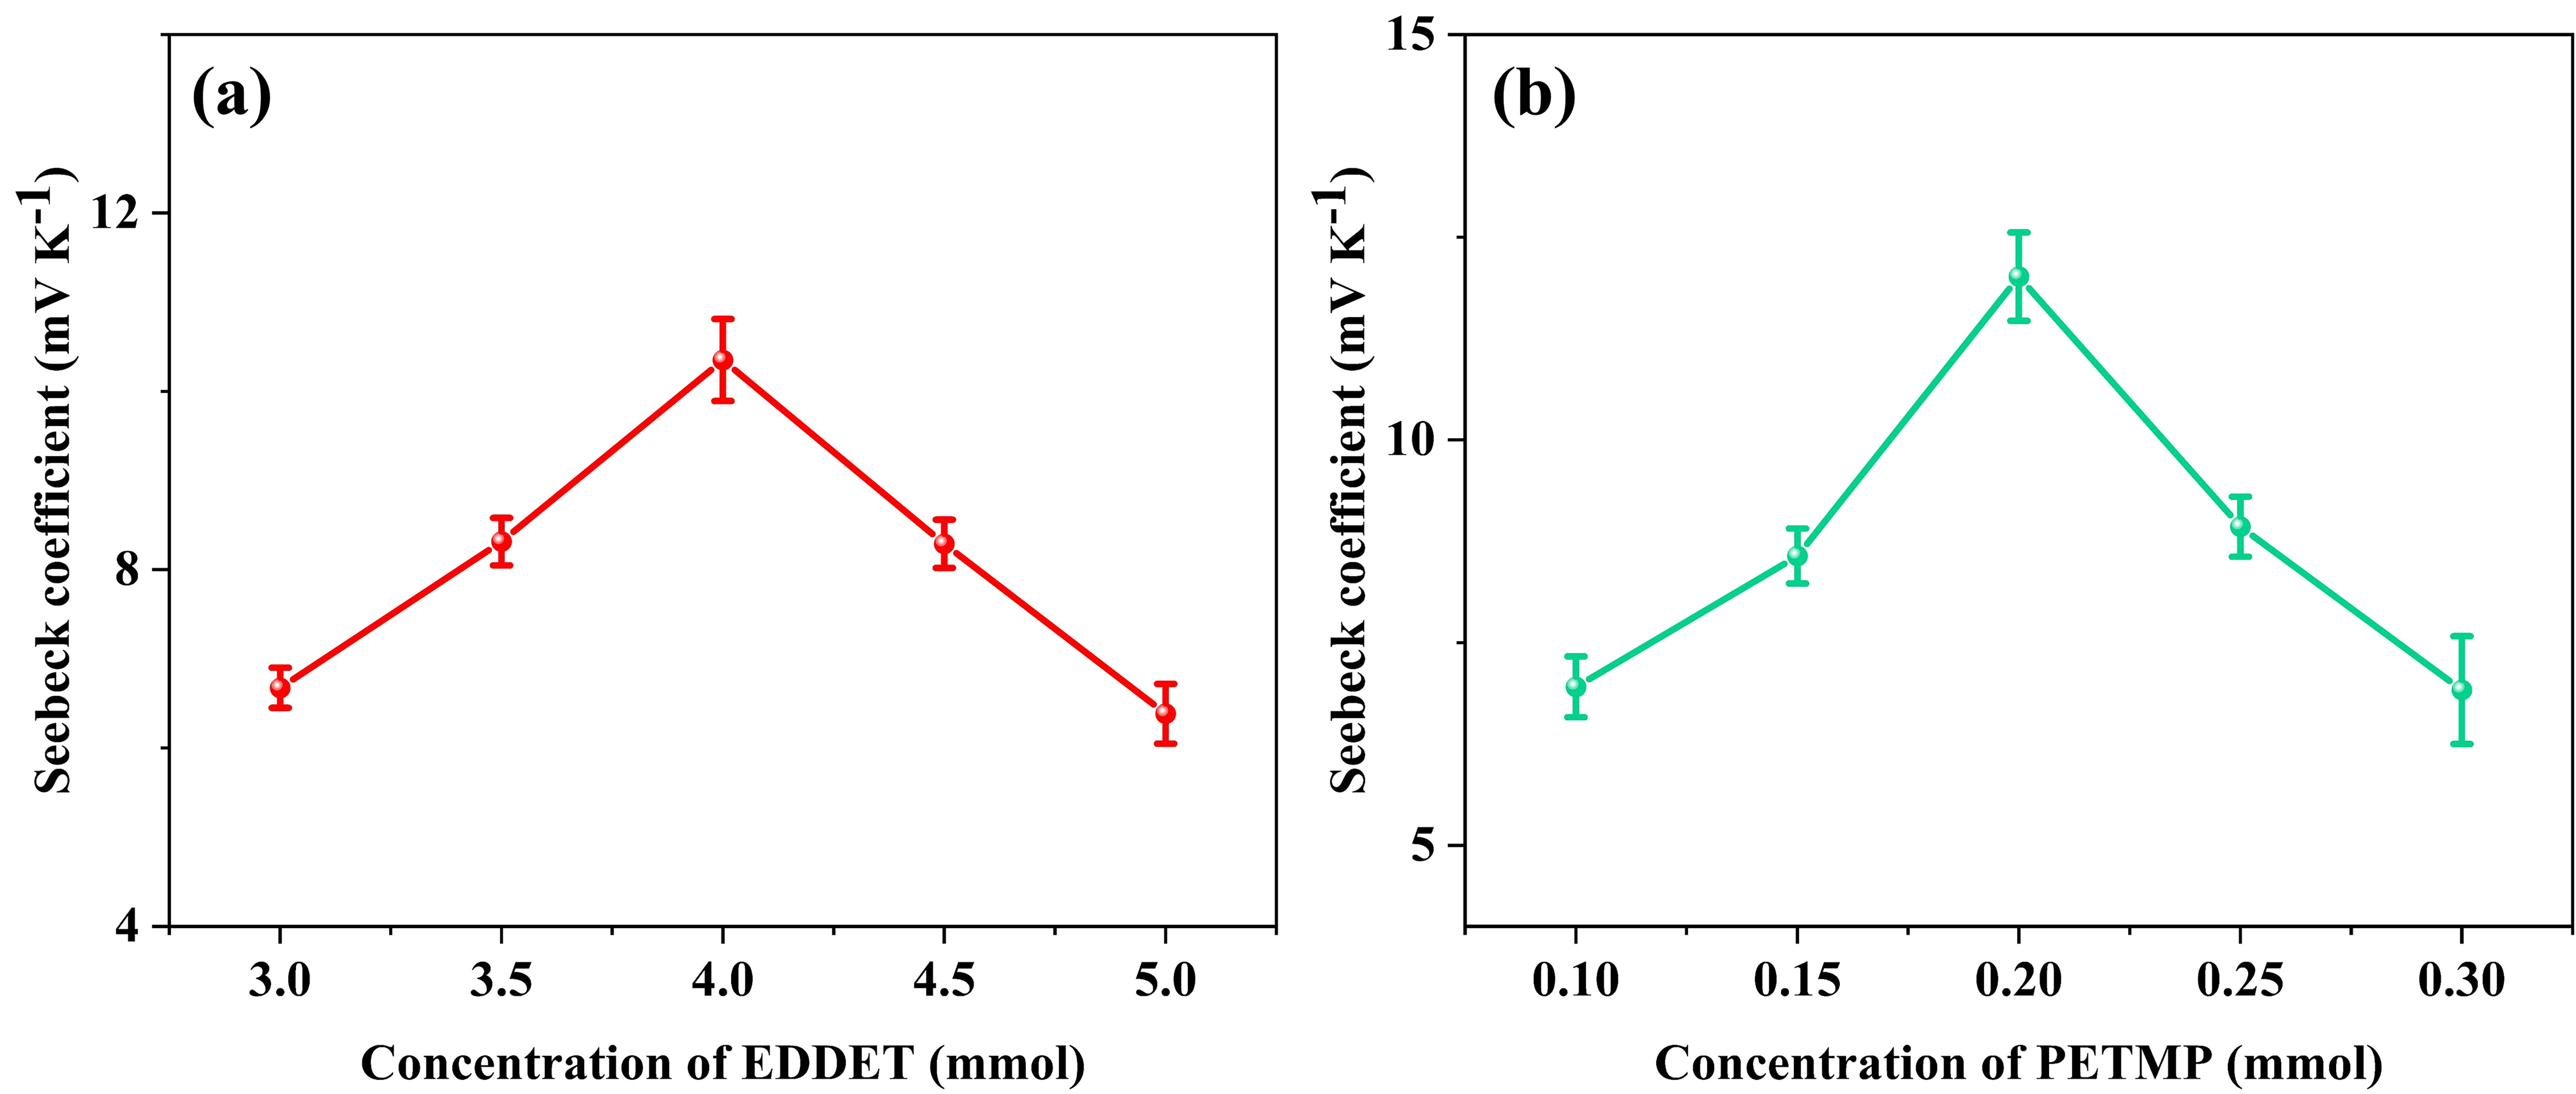 (a)
Seebeck coefficient (mV K-1)
12
8
4
3.0 3.5 4.0 4.5 5.0
Concentration of EDDET (mmol)
(b)
Seebeck coefficient (mV K-1)
15
10
5
0.10 0.15 0.20 0.25 0.30
Concentration of PETMP (mmol)